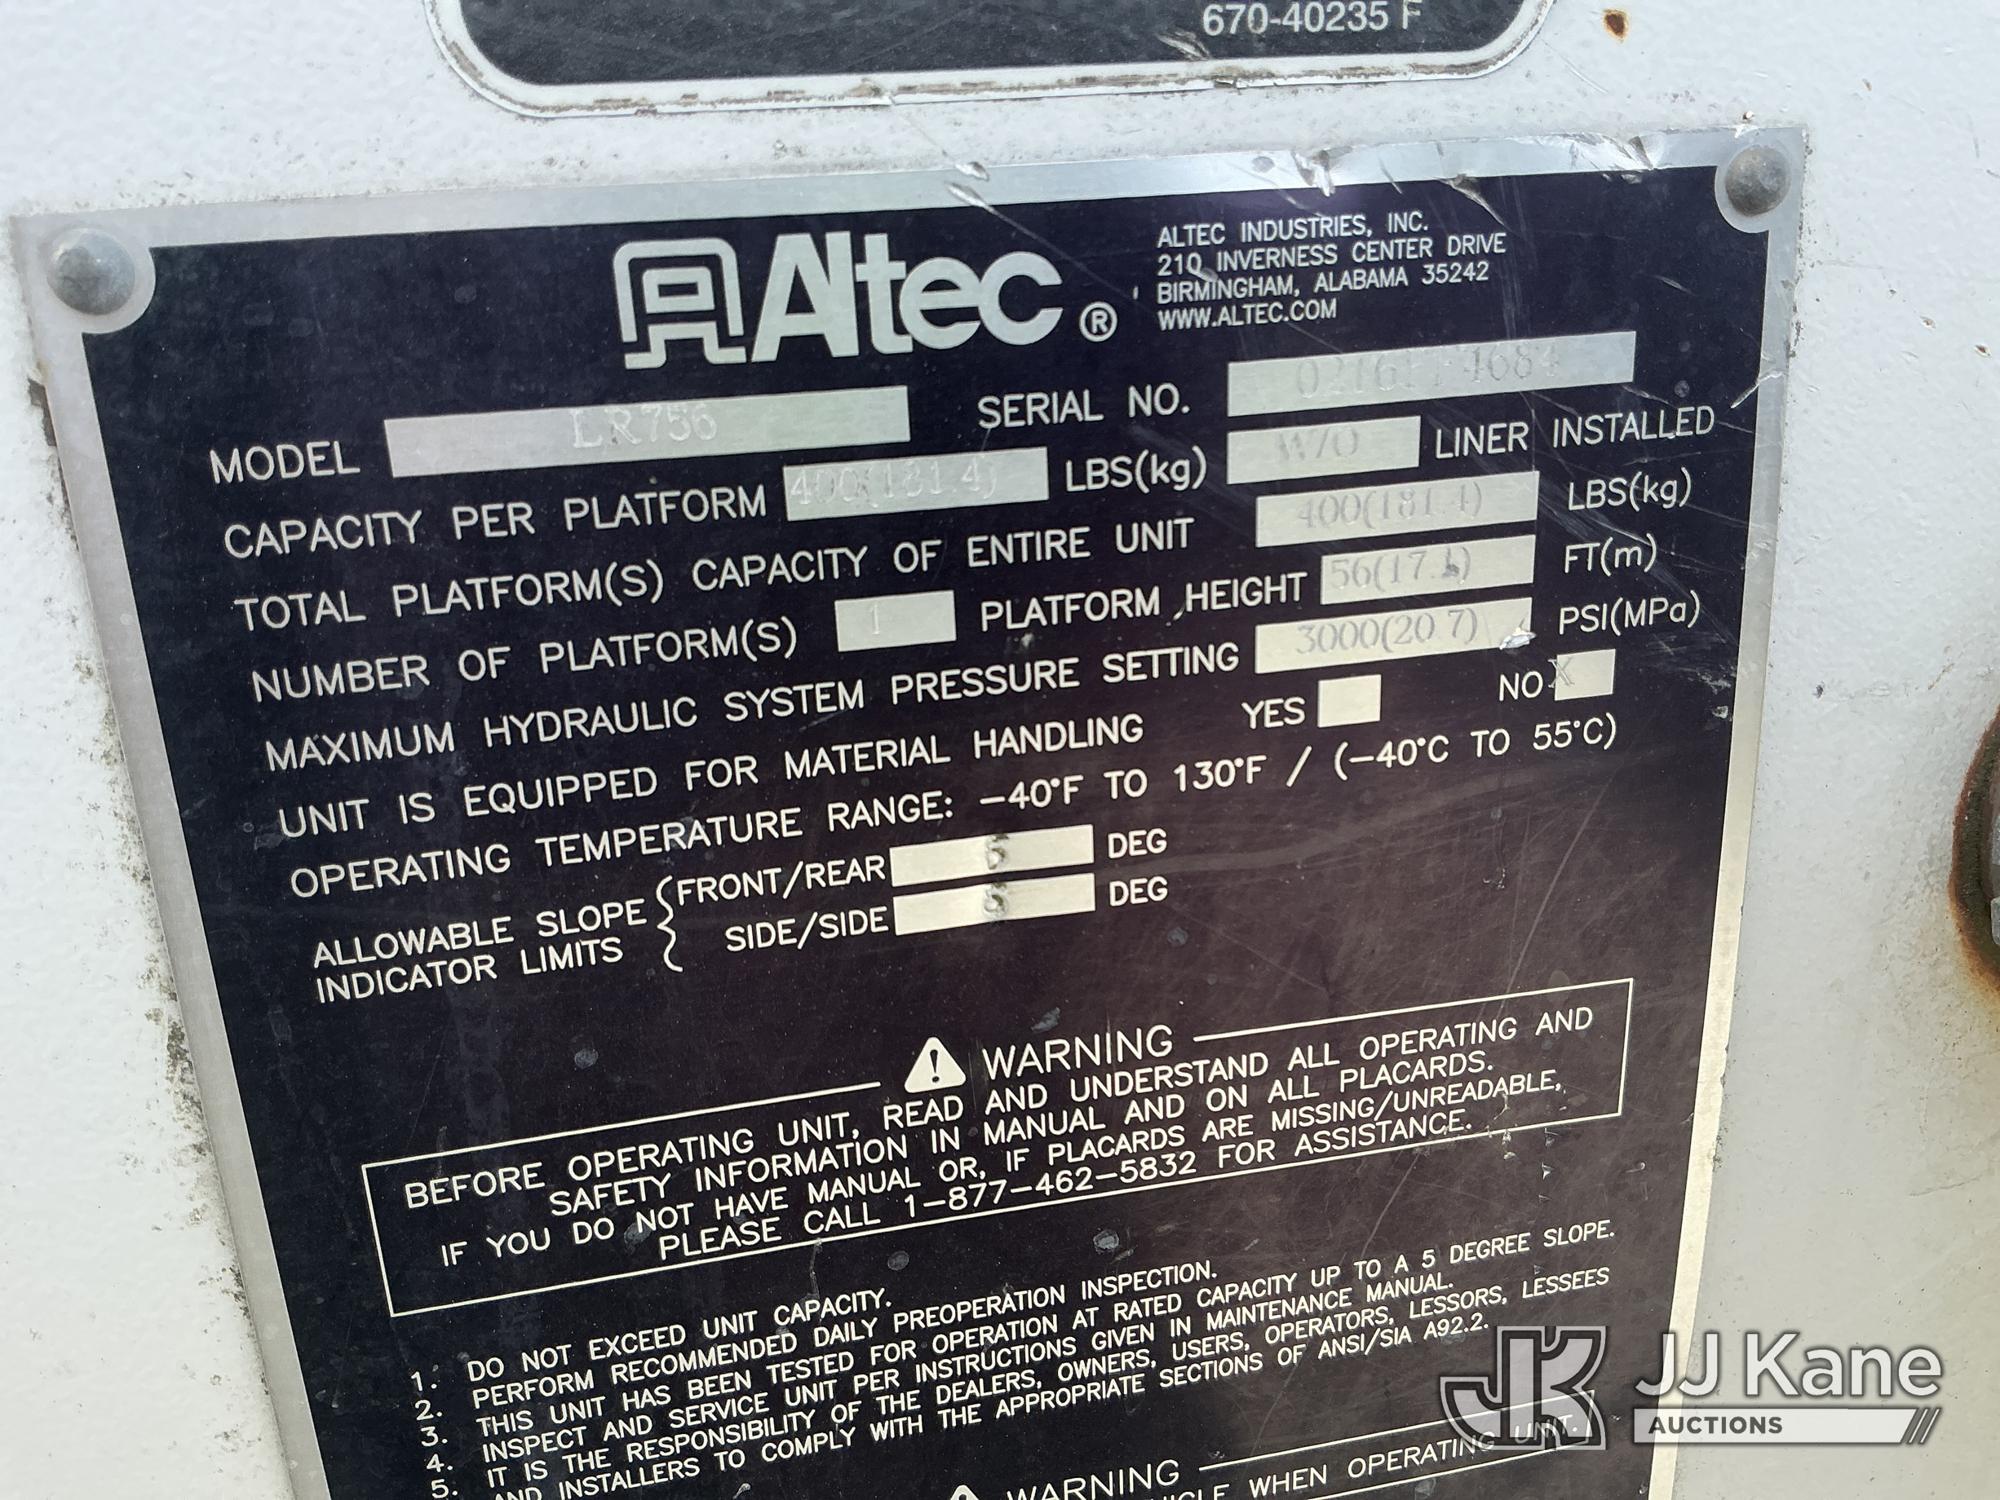 670-40235 F
Altec ®
ALTEC INDUSTRIES, INC.
210 INVERNESS CENTER DRIVE
BIRMINGHAM, ALABAMA 35242
WWW.ALTEC.COM
MODEL LR756 SERIAL NO.
CAPACITY PER PLATFORM 400(181.4) LBS(kg) W/O LINER INSTALLED
TOTAL PLATFORM(S) CAPACITY OF ENTIRE UNIT 400(181.4) LBS(kg)
NUMBER OF PLATFORM(S) 1 PLATFORM HEIGHT 56(17.1) FT(m)
MAXIMUM HYDRAULIC SYSTEM PRESSURE SETTING 3000(20.7) PSI(MPa)
UNIT IS EQUIPPED FOR MATERIAL HANDLING YES NO X
OPERATING TEMPERATURE RANGE: -40°F TO 130°F / (-40°C TO 55°C)
ALLOWABLE SLOPE { FRONT/REAR DEG
INDICATOR LIMITS SIDE/SIDE DEG
! WARNING
BEFORE OPERATING UNIT, READ AND UNDERSTAND ALL OPERATING AND
SAFETY INFORMATION IN MANUAL AND ON ALL PLACARDS.
IF YOU DO NOT HAVE MANUAL OR, IF PLACARDS ARE MISSING/UNREADABLE,
PLEASE CALL 1-877-462-5832 FOR ASSISTANCE.
1. DO NOT EXCEED UNIT CAPACITY.
2. PERFORM RECOMMENDED DAILY PREOPERATION INSPECTION.
3. THIS UNIT HAS BEEN TESTED FOR OPERATION AT RATED CAPACITY UP TO A 5 DEGREE SLOPE.
4. INSPECT AND SERVICE UNIT PER INSTRUCTIONS GIVEN IN MAINTENANCE MANUAL.
5. IT IS THE RESPONSIBILITY OF THE DEALERS, OWNERS, USERS, OPERATORS, LESSORS, LESSEES
AND INSTALLERS TO COMPLY WITH THE APPROPRIATE SECTIONS OF ANSI/SIA A92.2.
WARNING
WHEN OPERATING UNIT.
JK JJ Kane
AUCTIONS